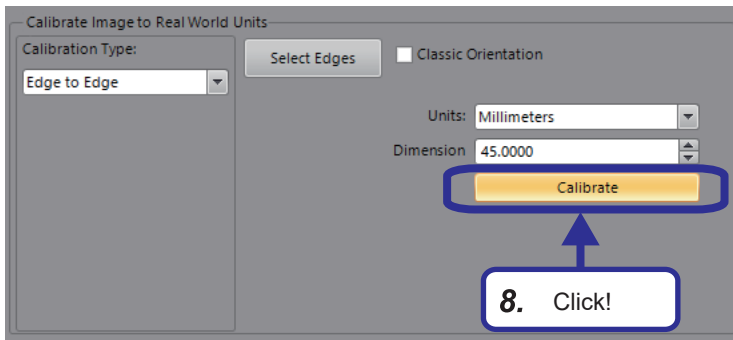 Calibrate Image to Real World Units
Calibration Type:
Edge to Edge
Select Edges
Classic Orientation
Units: Millimeters
Dimension 45.0000
Calibrate
8. Click!